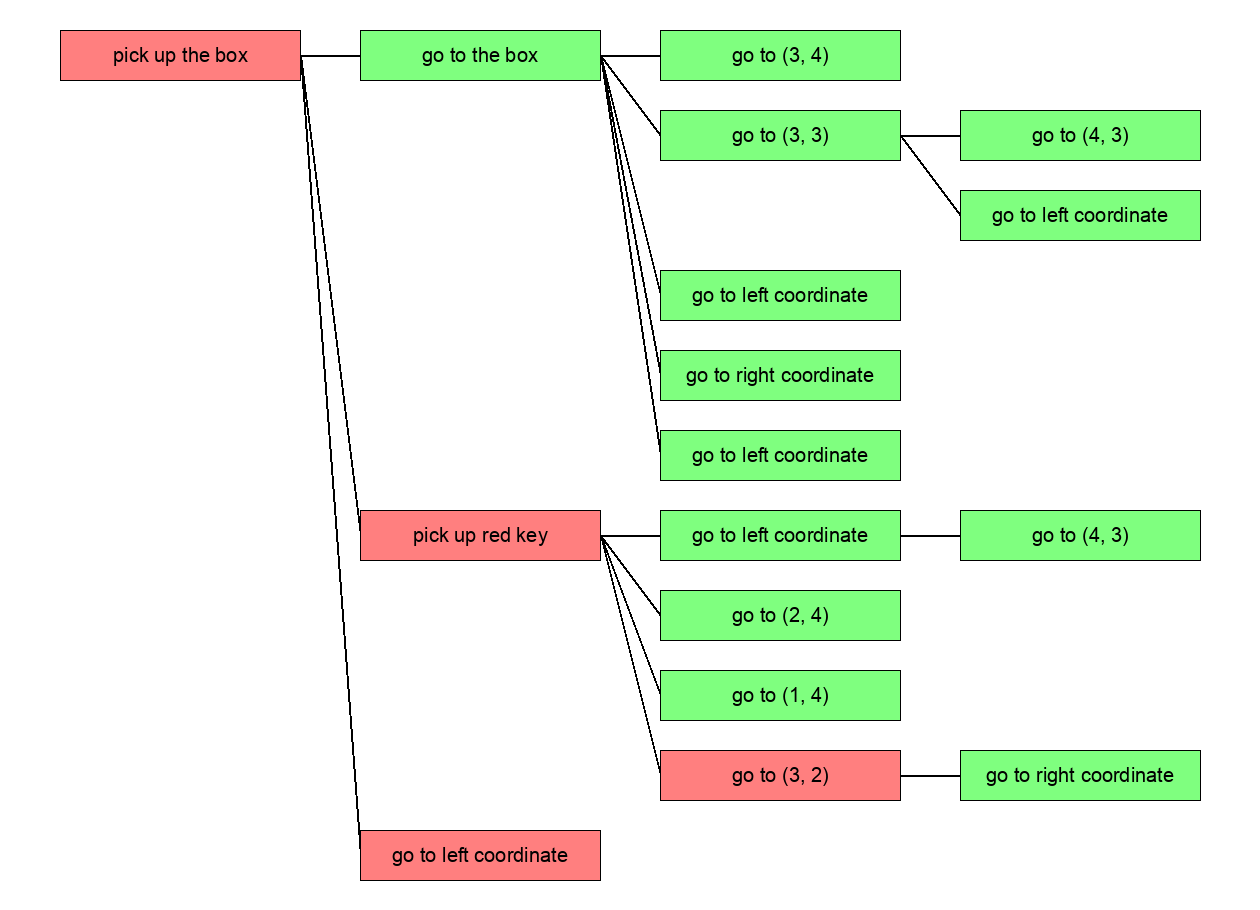 pick up the box
go to the box
go to (3, 4)
go to (3, 3)
go to (4, 3)
go to left coordinate
go to left coordinate
go to right coordinate
go to left coordinate
pick up red key
go to left coordinate
go to (4, 3)
go to (2, 4)
go to (1, 4)
go to (3, 2)
go to right coordinate
go to left coordinate